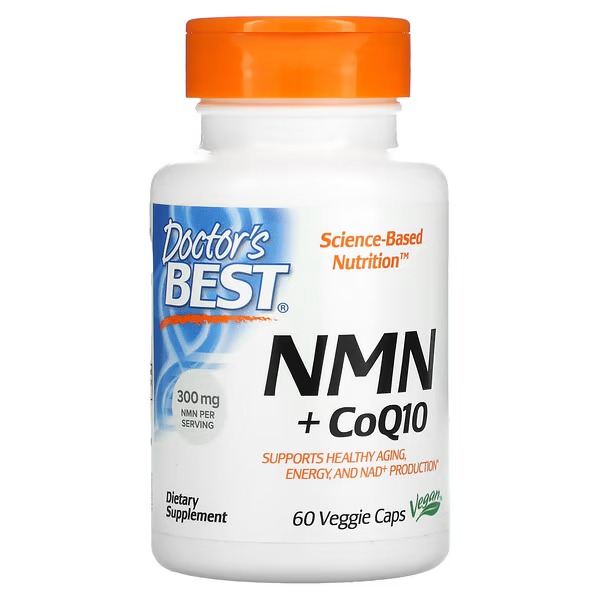 Doctor's
BEST®
Science-Based
Nutrition™
NMN
+ CoQ10
300 mg
NMN PER
SERVING
SUPPORTS HEALTHY AGING,
ENERGY, AND NAD+ PRODUCTION*
Dietary
Supplement
60 Veggie Caps
Vegan